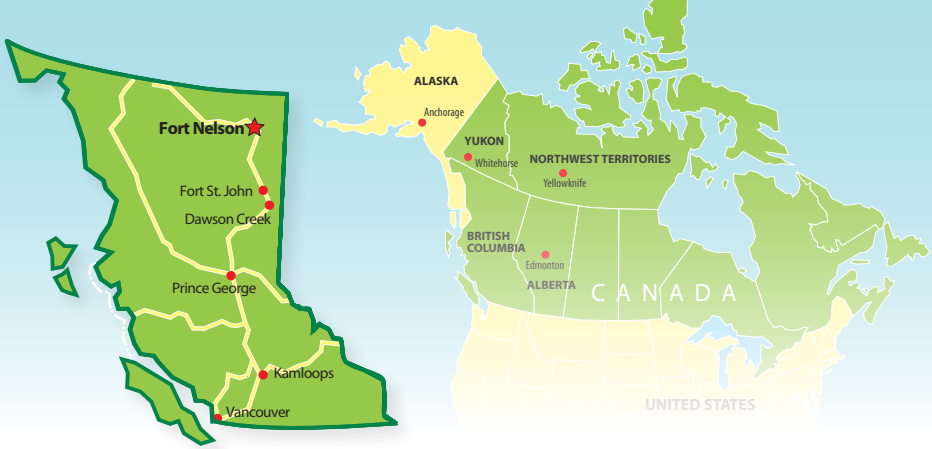 Fort Nelson
Fort St. John
Dawson Creek
Prince George
Kamloops
Vancouver
ALASKA
Anchorage
YUKON
Whitehorse
NORTHWEST TERRITORIES
Yellowknife
BRITISH
COLUMBIA
Edmonton
ALBERTA
CANADA
UNITED STATES